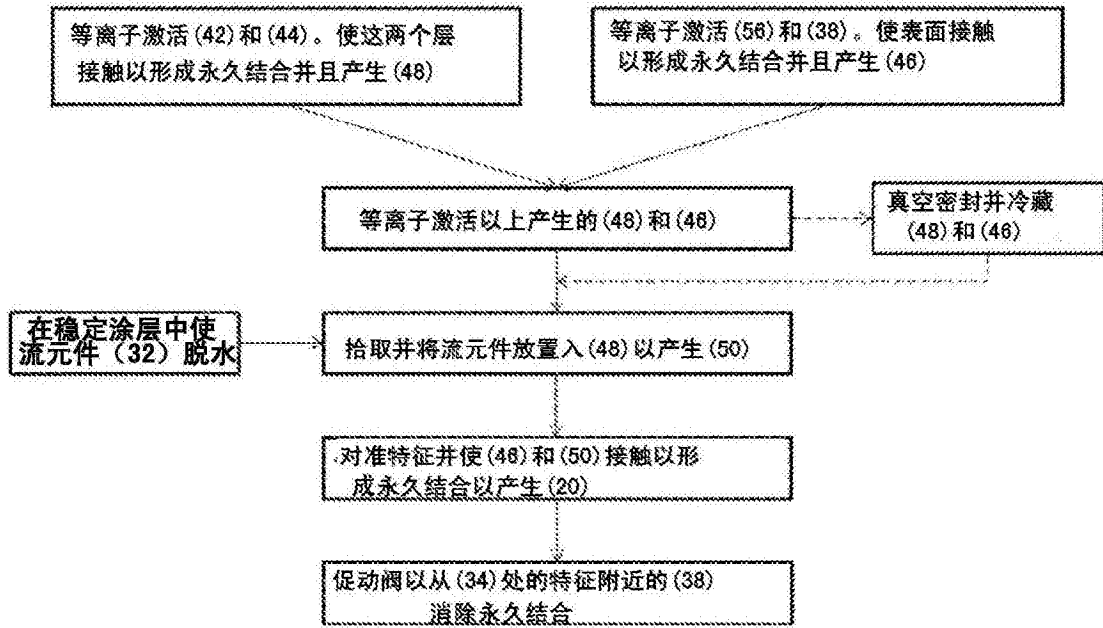 等离子激活(42)和(44)。使这两个层
接触以形成永久结合并且产生(48)
等离子激活(56)和(38)。使表面接触
以形成永久结合并且产生(46)
等离子激活以上产生的(48)和(46)
真空密封并冷藏
(48)和(46)
在稳定涂层中使
流元件（32）脱水
拾取并将流元件放置入(48)以产生(50)
对准特征并使(46)和(50)接触以形
成永久结合以产生(20)
促动阀以从(34)处的特征附近的(38)
消除永久结合